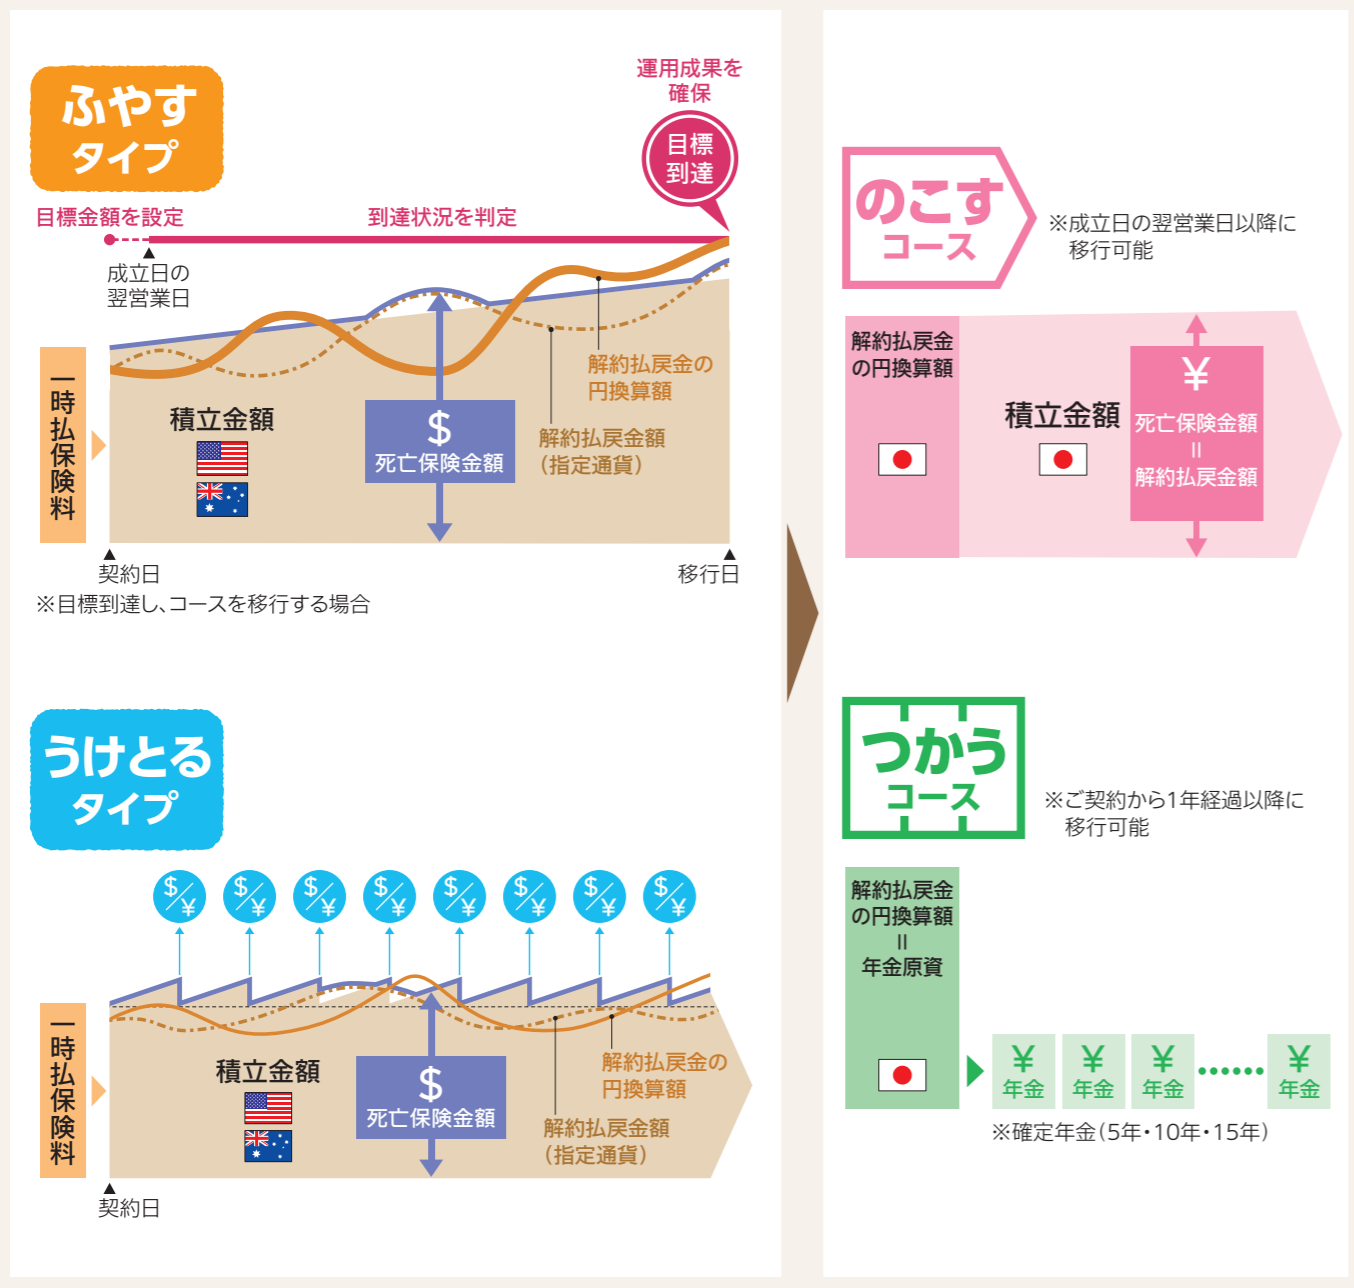 ふやす
タイプ
運用成果を
確保
目標
到達
目標金額を設定
到達状況を判定
成立日の
翌営業日
一時払保険料
積立金額
$
死亡保険金額
解約払戻金の
円換算額
解約払戻金額
（指定通貨）
契約日
移行日
※目標到達し、コースを移行する場合
うけとる
タイプ
$/¥ $/¥ $/¥ $/¥ $/¥ $/¥ $/¥ $/¥
一時払保険料
積立金額
$
死亡保険金額
解約払戻金の
円換算額
解約払戻金額
（指定通貨）
契約日
のこす
コース
※成立日の翌営業日以降に
移行可能
解約払戻金
の円換算額
積立金額
¥
死亡保険金額
＝
解約払戻金額
つかう
コース
※ご契約から1年経過以降に
移行可能
解約払戻金
の円換算額
＝
年金原資
¥ ¥ ¥ ¥
年金 年金 年金 …… 年金
※確定年金（5年・10年・15年）